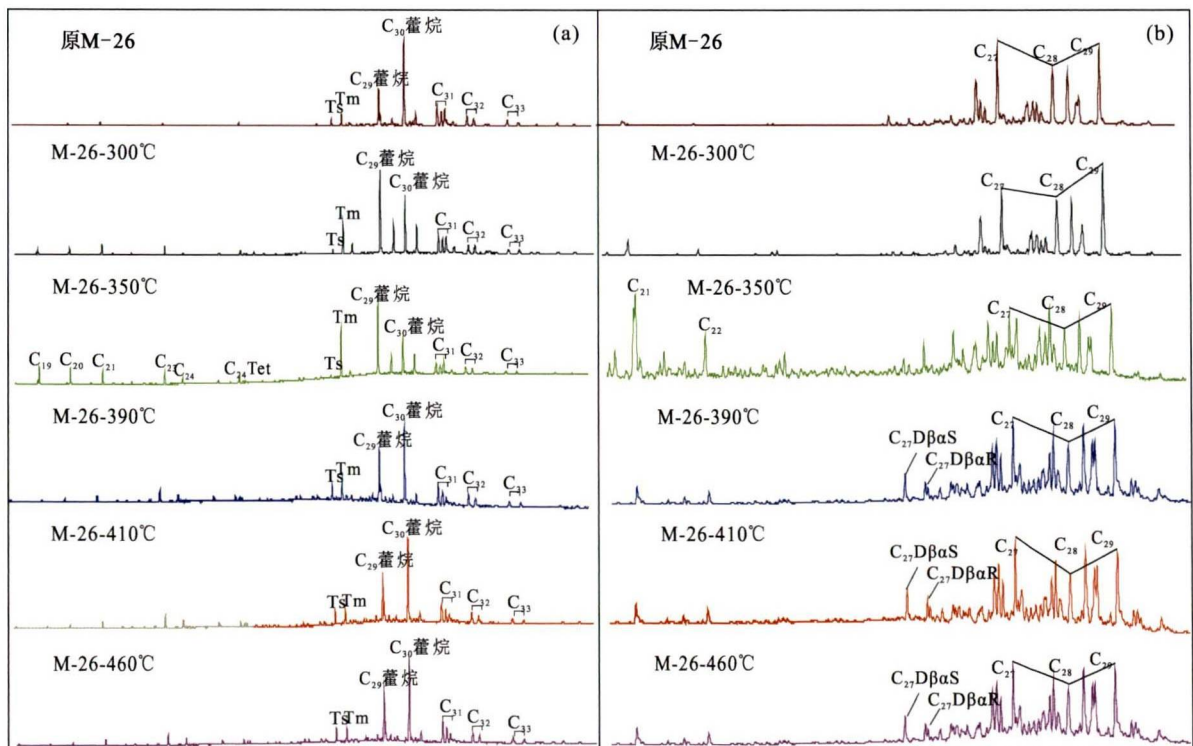 (a)
原M-26
C₃₀藿烷
C₂₉藿烷
Ts
Tm
C₃₁
C₃₂
C₃₃
M-26-300℃
C₂₉藿烷
C₃₀藿烷
Ts
Tm
C₃₁
C₃₂
C₃₃
M-26-350℃
C₂₉藿烷
C₃₀藿烷
C₁₉
C₂₀
C₂₁
C₂₃
C₂₄
C₂₄Tet
Ts
Tm
C₃₁
C₃₂
C₃₃
M-26-390℃
C₃₀藿烷
C₂₉藿烷
Ts
Tm
C₃₁
C₃₂
C₃₃
M-26-410℃
C₃₀藿烷
C₂₉藿烷
Ts
Tm
C₃₁
C₃₂
C₃₃
M-26-460℃
C₃₀藿烷
C₂₉藿烷
Ts
Tm
C₃₁
C₃₂
C₃₃
(b)
原M-26
C₂₇
C₂₈
C₂₉
M-26-300℃
C₂₇
C₂₈
C₂₉
M-26-350℃
C₂₁
C₂₂
C₂₇
C₂₈
C₂₉
M-26-390℃
C₂₇DβαS
C₂₇DβαR
C₂₇
C₂₈
C₂₉
M-26-410℃
C₂₇DβαS
C₂₇DβαR
C₂₇
C₂₈
C₂₉
M-26-460℃
C₂₇DβαS
C₂₇DβαR
C₂₇
C₂₈
C₂₉